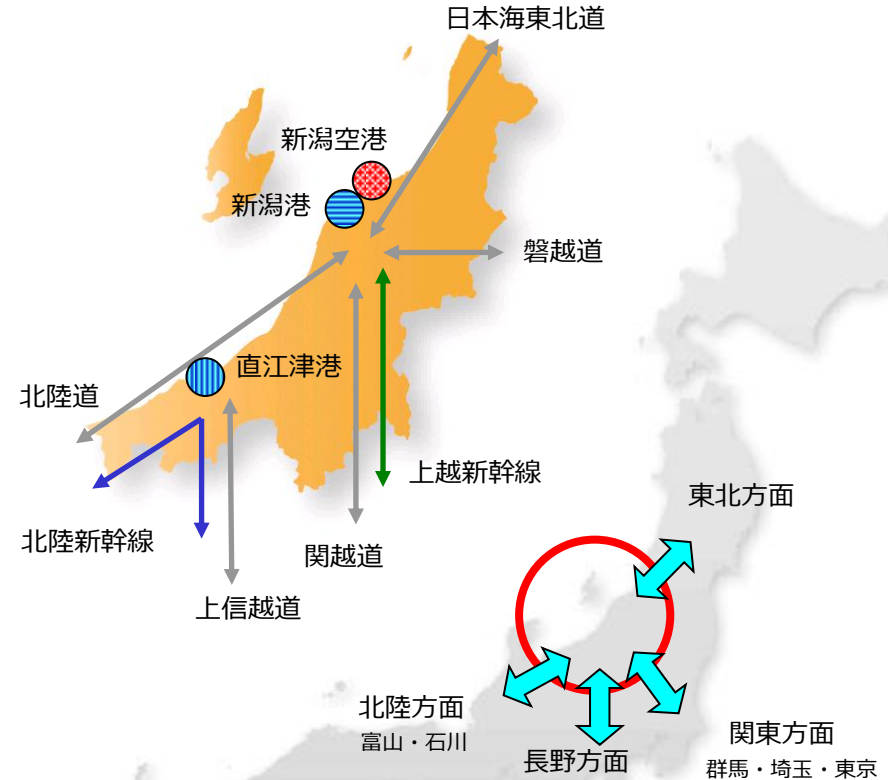 日本海東北道
新潟空港
新潟港
磐越道
直江津港
北陸道
上越新幹線
北陸新幹線
関越道
上信越道
東北方面
北陸方面
富山・石川
長野方面
関東方面
群馬・埼玉・東京